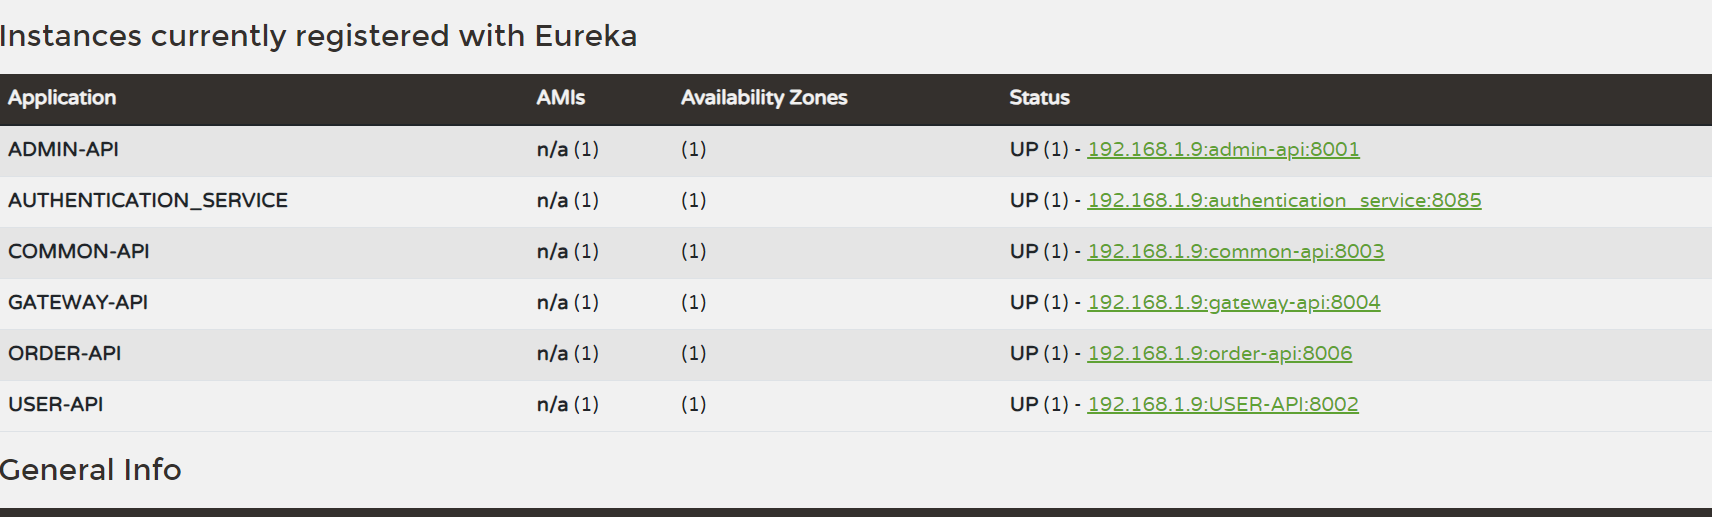 Instances currently registered with Eureka
Application AMIs Availability Zones Status
ADMIN-API n/a (1) (1) UP (1) - 192.168.1.9:admin-api:8001
AUTHENTICATION_SERVICE n/a (1) (1) UP (1) - 192.168.1.9:authentication_service:8085
COMMON-API n/a (1) (1) UP (1) - 192.168.1.9:common-api:8003
GATEWAY-API n/a (1) (1) UP (1) - 192.168.1.9:gateway-api:8004
ORDER-API n/a (1) (1) UP (1) - 192.168.1.9:order-api:8006
USER-API n/a (1) (1) UP (1) - 192.168.1.9:USER-API:8002
General Info